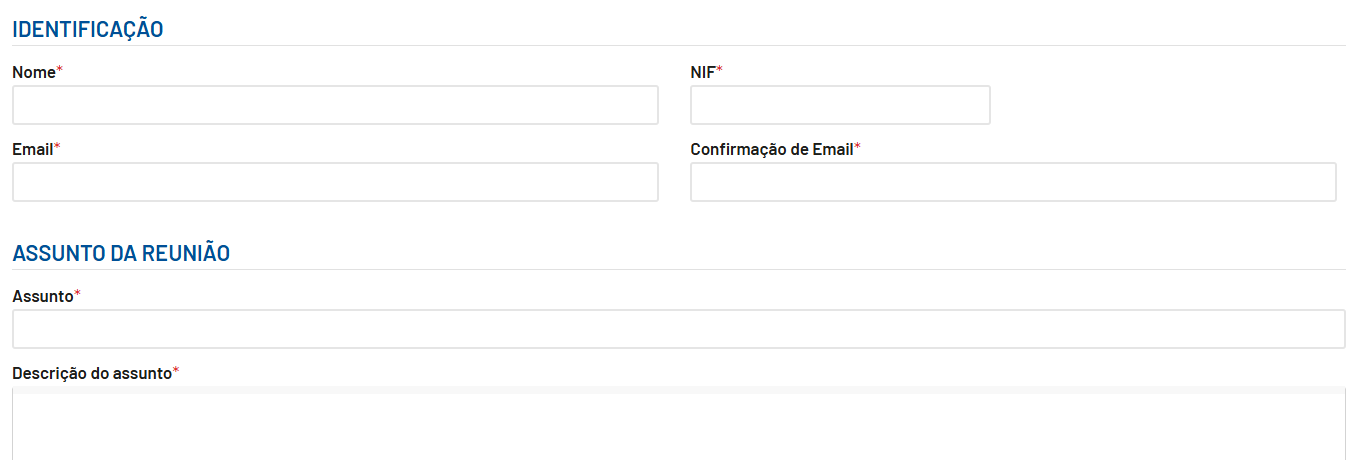 IDENTIFICAÇÃO
Nome* NIF*
Email* Confirmação de Email*
ASSUNTO DA REUNIÃO
Assunto*
Descrição do assunto*